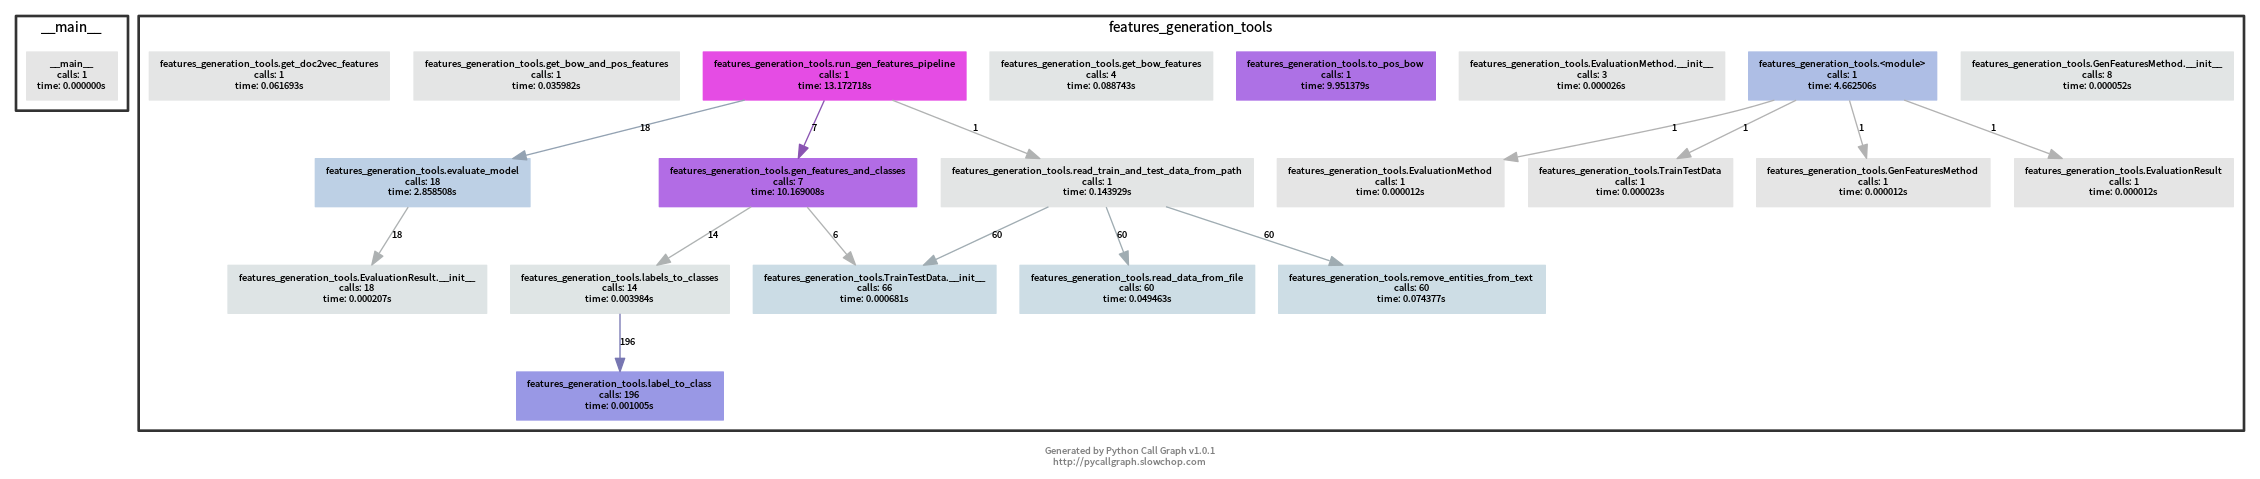 __main__
features_generation_tools
__main__
calls: 1
time: 0.000000s
features_generation_tools.get_doc2vec_features
calls: 1
time: 0.061693s
features_generation_tools.get_bow_and_pos_features
calls: 1
time: 0.035982s
features_generation_tools.run_gen_features_pipeline
calls: 1
time: 13.172718s
features_generation_tools.get_bow_features
calls: 4
time: 0.088743s
features_generation_tools.to_pos_bow
calls: 1
time: 9.951379s
features_generation_tools.EvaluationMethod.__init__
calls: 3
time: 0.000026s
features_generation_tools.<module>
calls: 1
time: 4.662506s
features_generation_tools.GenFeaturesMethod.__init__
calls: 8
time: 0.000052s
18
7
1
1
1
1
1
features_generation_tools.evaluate_model
calls: 18
time: 2.858508s
features_generation_tools.gen_features_and_classes
calls: 7
time: 10.169008s
features_generation_tools.read_train_and_test_data_from_path
calls: 1
time: 0.143929s
features_generation_tools.EvaluationMethod
calls: 1
time: 0.000012s
features_generation_tools.TrainTestData
calls: 1
time: 0.000023s
features_generation_tools.GenFeaturesMethod
calls: 1
time: 0.000012s
features_generation_tools.EvaluationResult
calls: 1
time: 0.000012s
18
14
6
60
60
60
features_generation_tools.EvaluationResult.__init__
calls: 18
time: 0.000207s
features_generation_tools.labels_to_classes
calls: 14
time: 0.003984s
features_generation_tools.TrainTestData.__init__
calls: 66
time: 0.000681s
features_generation_tools.read_data_from_file
calls: 60
time: 0.049463s
features_generation_tools.remove_entities_from_text
calls: 60
time: 0.074377s
196
features_generation_tools.label_to_class
calls: 196
time: 0.001005s
Generated by Python Call Graph v1.0.1
http://pycallgraph.slowchop.com